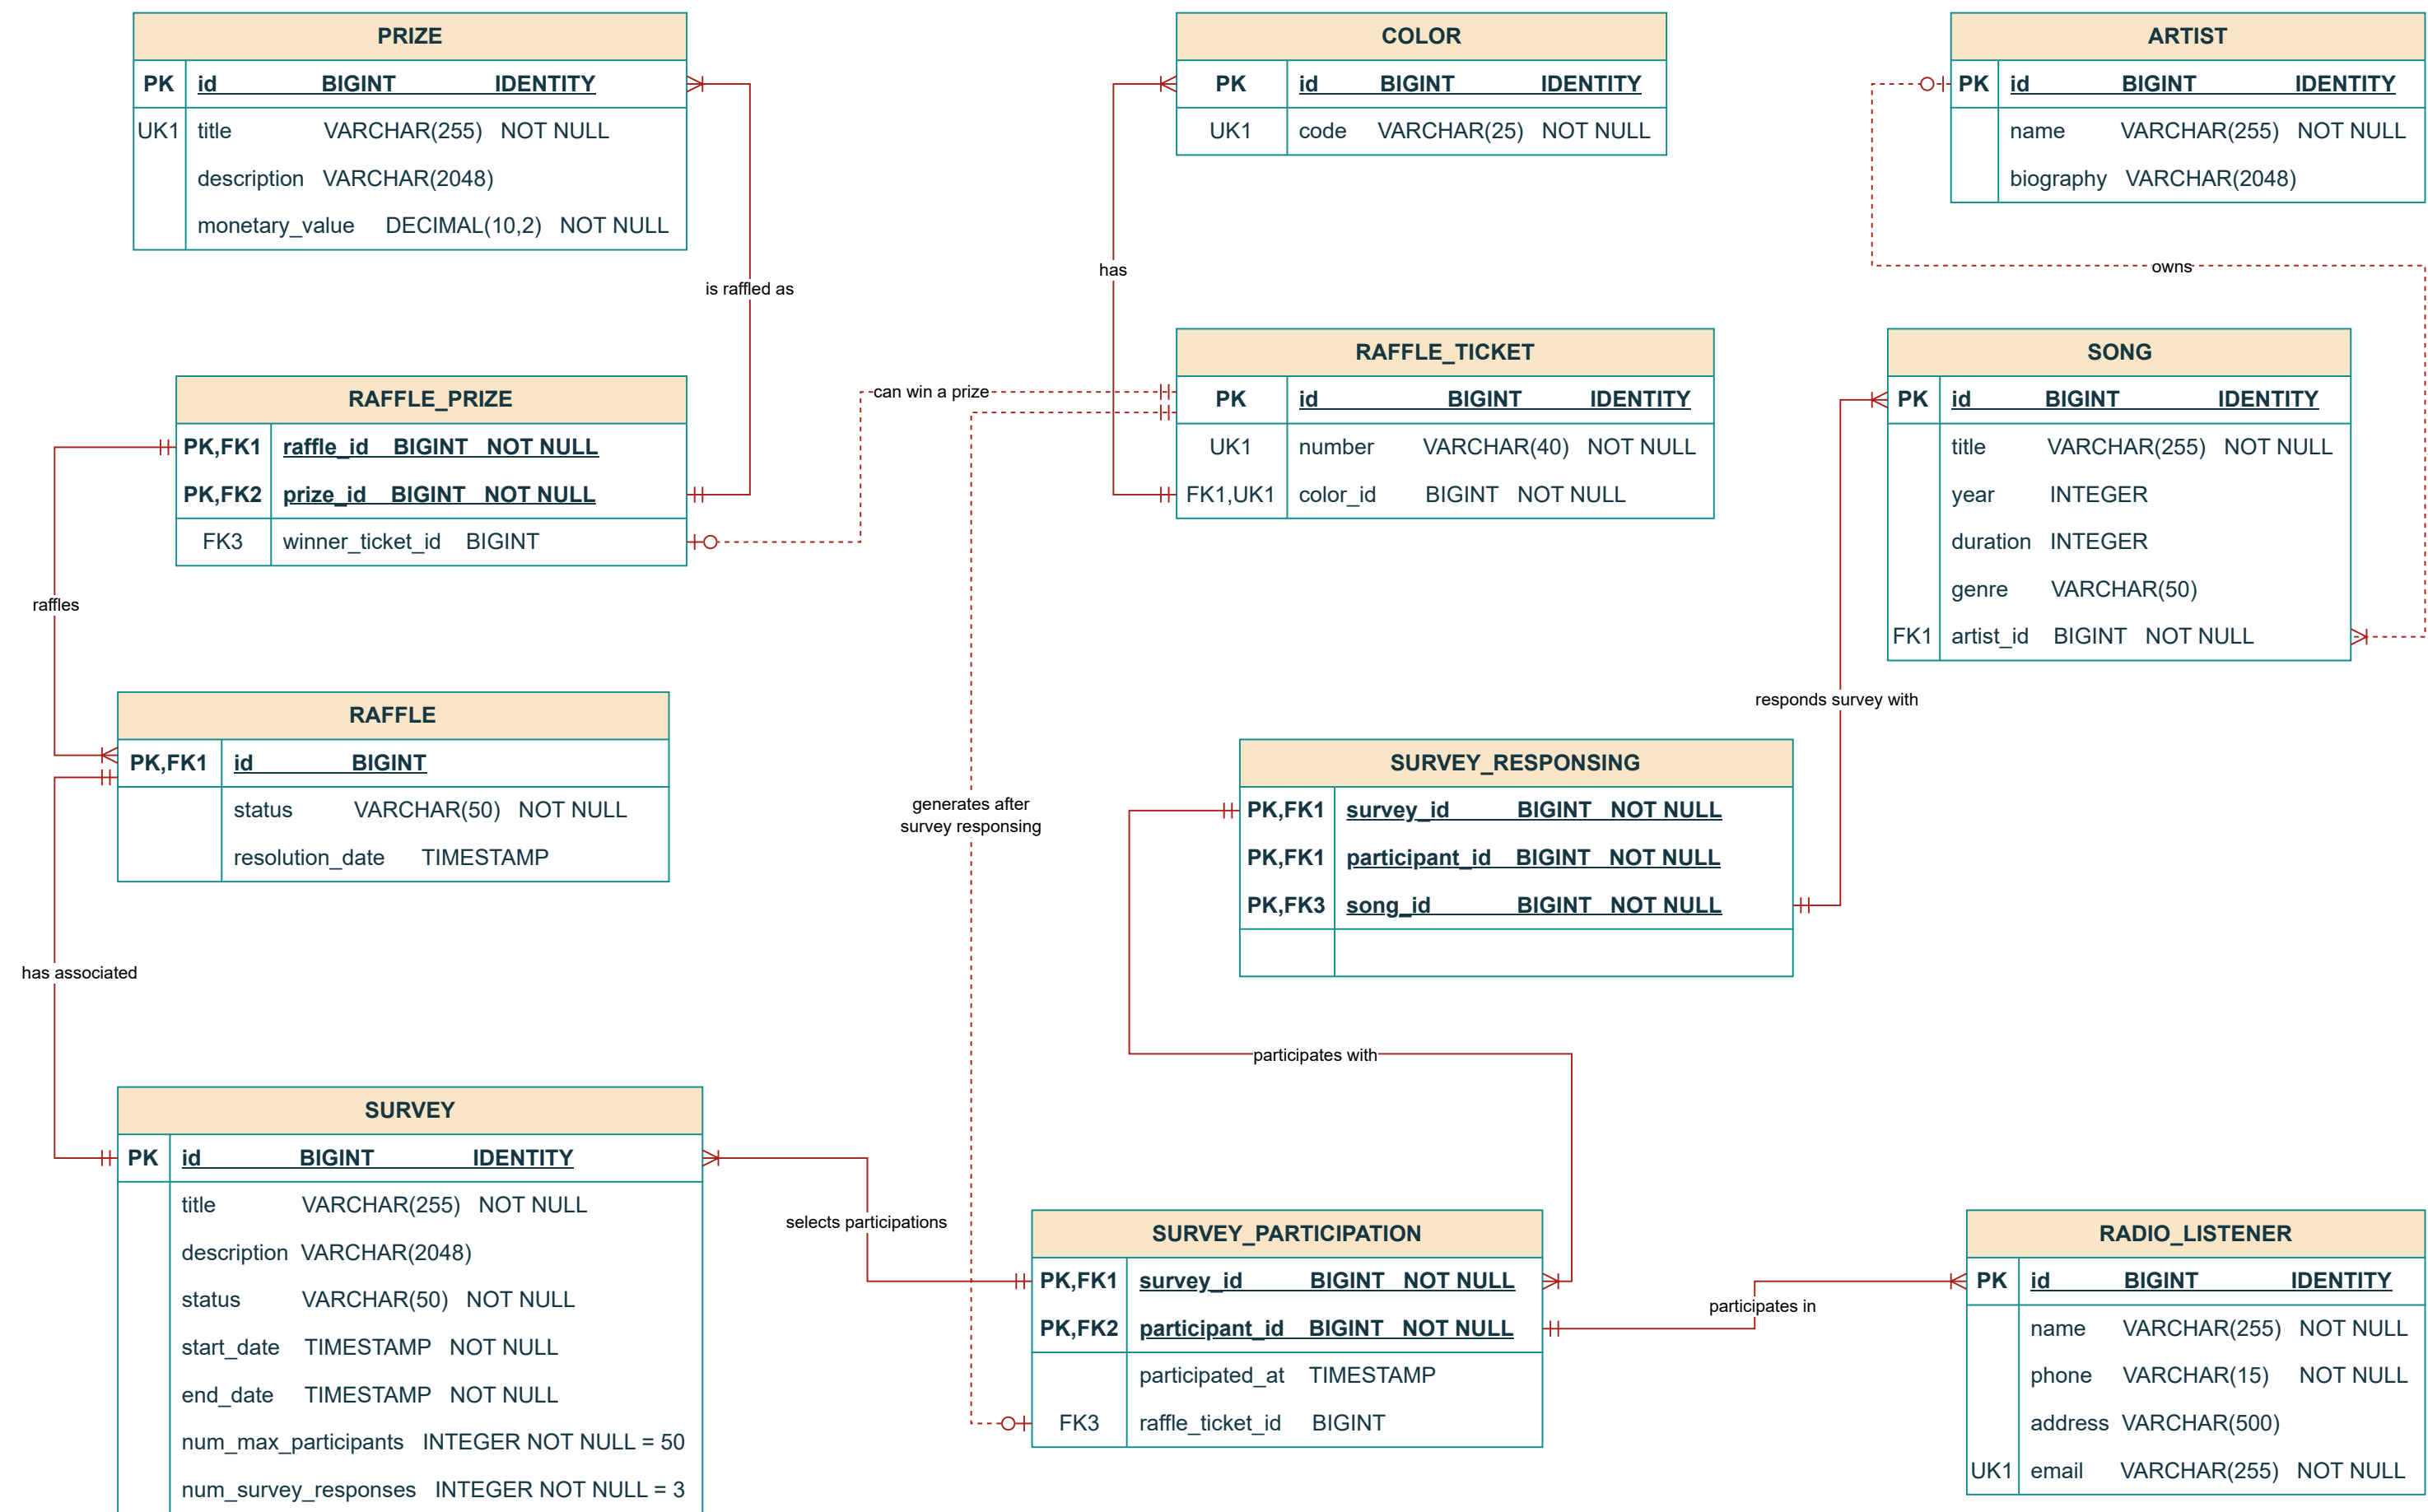 PRIZE
PK id BIGINT IDENTITY
UK1 title VARCHAR(255) NOT NULL
description VARCHAR(2048)
monetary_value DECIMAL(10,2) NOT NULL
COLOR
PK id BIGINT IDENTITY
UK1 code VARCHAR(25) NOT NULL
ARTIST
PK id BIGINT IDENTITY
name VARCHAR(255) NOT NULL
biography VARCHAR(2048)
is raffled as
has
owns
RAFFLE_PRIZE
PK,FK1 raffle_id BIGINT NOT NULL
PK,FK2 prize_id BIGINT NOT NULL
FK3 winner_ticket_id BIGINT
can win a prize
RAFFLE_TICKET
PK id BIGINT IDENTITY
UK1 number VARCHAR(40) NOT NULL
FK1,UK1 color_id BIGINT NOT NULL
SONG
PK id BIGINT IDENTITY
title VARCHAR(255) NOT NULL
year INTEGER
duration INTEGER
genre VARCHAR(50)
FK1 artist_id BIGINT NOT NULL
raffles
RAFFLE
PK,FK1 id BIGINT
status VARCHAR(50) NOT NULL
resolution_date TIMESTAMP
generates after
survey responsing
responds survey with
SURVEY_RESPONSING
PK,FK1 survey_id BIGINT NOT NULL
PK,FK1 participant_id BIGINT NOT NULL
PK,FK3 song_id BIGINT NOT NULL
has associated
participates with
SURVEY
PK id BIGINT IDENTITY
title VARCHAR(255) NOT NULL
description VARCHAR(2048)
status VARCHAR(50) NOT NULL
start_date TIMESTAMP NOT NULL
end_date TIMESTAMP NOT NULL
num_max_participants INTEGER NOT NULL = 50
num_survey_responses INTEGER NOT NULL = 3
selects participations
SURVEY_PARTICIPATION
PK,FK1 survey_id BIGINT NOT NULL
PK,FK2 participant_id BIGINT NOT NULL
participated_at TIMESTAMP
FK3 raffle_ticket_id BIGINT
participates in
RADIO_LISTENER
PK id BIGINT IDENTITY
name VARCHAR(255) NOT NULL
phone VARCHAR(15) NOT NULL
address VARCHAR(500)
UK1 email VARCHAR(255) NOT NULL